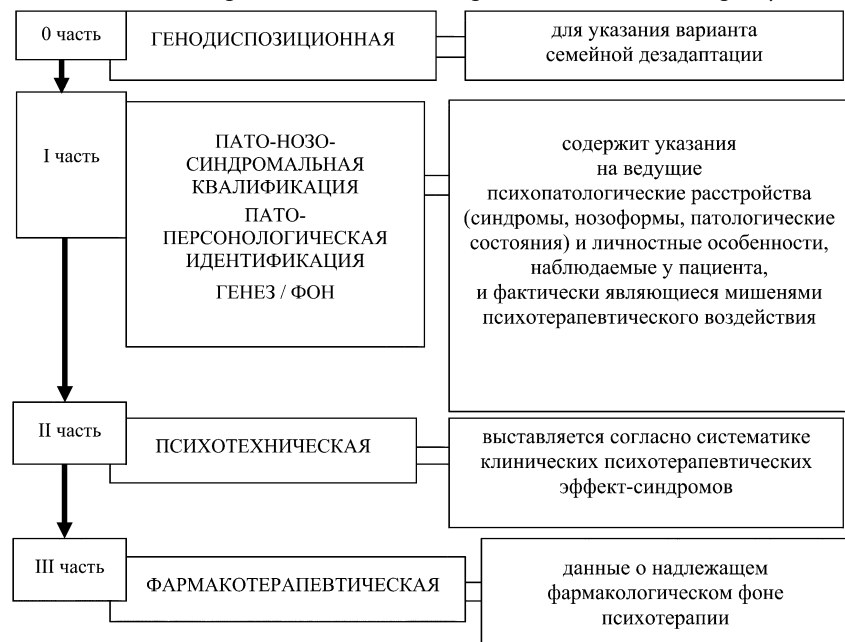 0 часть
ГЕНОДИСПОЗИЦИОННАЯ
для указания варианта
семейной дезадаптации
I часть
ПАТО-НОЗО-
СИНДРОМАЛЬНАЯ
КВАЛИФИКАЦИЯ
ПАТО-
ПЕРСОНОЛОГИЧЕСКАЯ
ИДЕНТИФИКАЦИЯ
ГЕНЕЗ / ФОН
содержит указания
на ведущие
психопатологические расстройства
(синдромы, нозоформы, патологические
состояния) и личностные особенности,
наблюдаемые у пациента,
и фактически являющиеся мишенями
психотерапевтического воздействия
II часть
ПСИХОТЕХНИЧЕСКАЯ
выставляется согласно систематике
клинических психотерапевтических
эффект-синдромов
III часть
ФАРМАКОТЕРАПЕВТИЧЕСКАЯ
данные о надлежащем
фармакологическом фоне
психотерапии